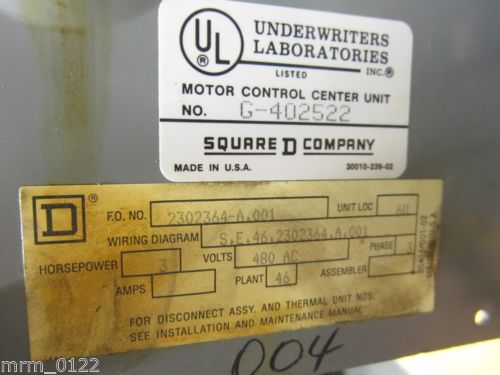 UL
®
UNDERWRITERS
LABORATORIES
LISTED INC.®
MOTOR CONTROL CENTER UNIT
NO. G-402522
SQUARE D COMPANY
MADE IN U.S.A. 30010-239-02
D ®
F.O. NO. 2302364-A.001 UNIT LOC
WIRING DIAGRAM S.F.46.2302364.A.001
HORSEPOWER 3 VOLTS 480 AC PHASE 3
AMPS PLANT 46 ASSEMBLER
FOR DISCONNECT ASSY. AND THERMAL UNIT NOS.
SEE INSTALLATION AND MAINTENANCE MANUAL
004
mrm_0122